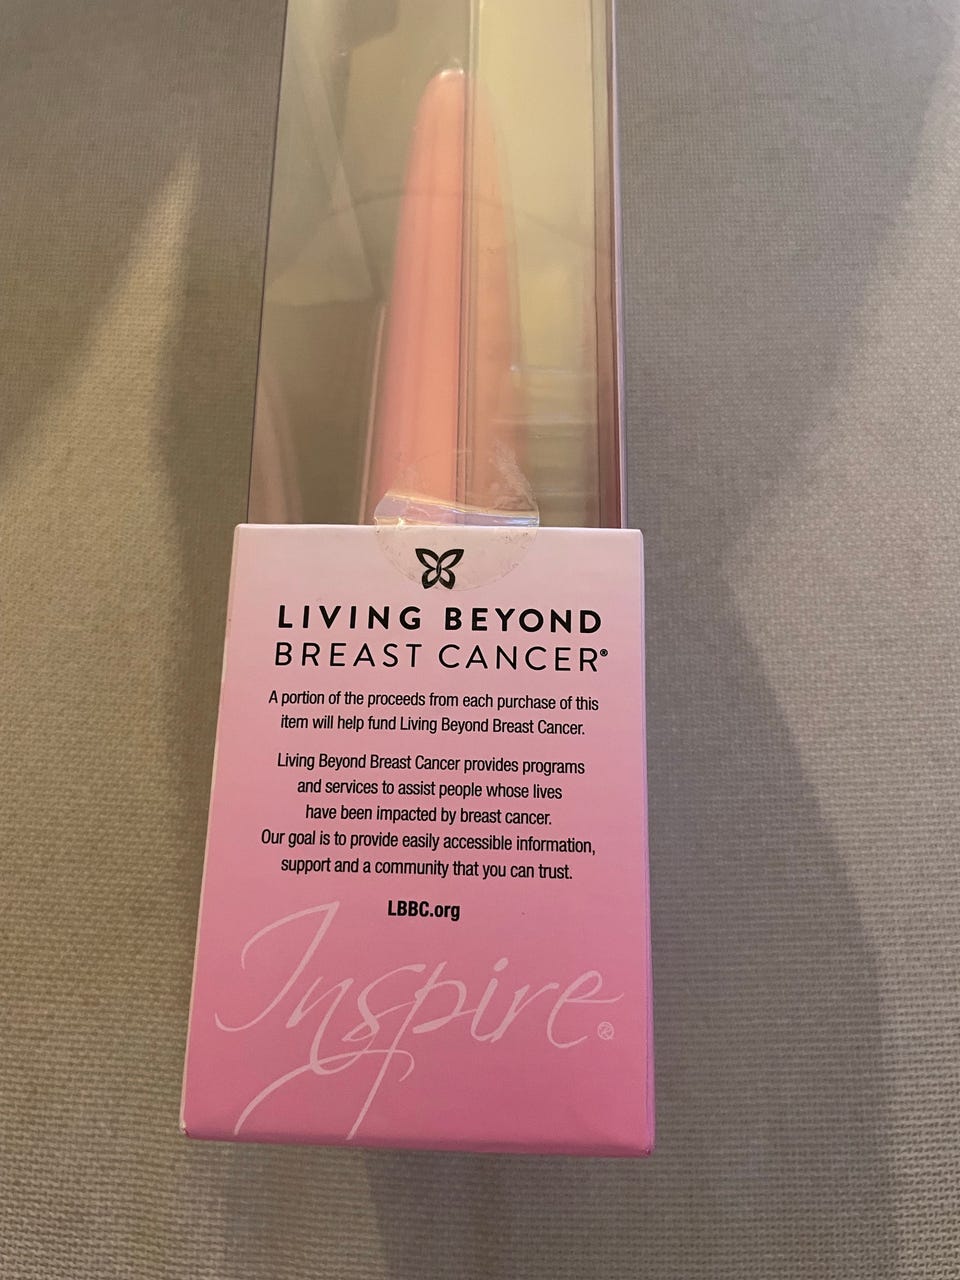 LIVING BEYOND
BREAST CANCER®
A portion of the proceeds from each purchase of this
item will help fund Living Beyond Breast Cancer.
Living Beyond Breast Cancer provides programs
and services to assist people whose lives
have been impacted by breast cancer.
Our goal is to provide easily accessible information,
support and a community that you can trust.
LBBC.org
Inspire®